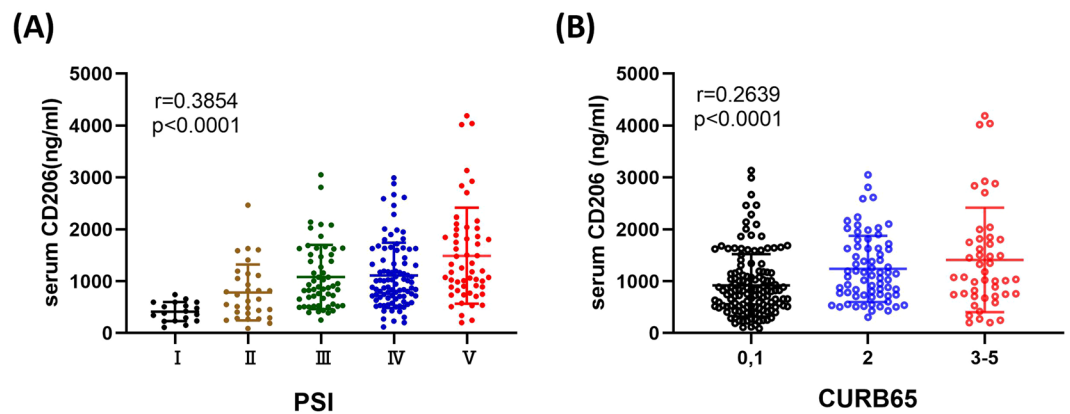 (A)
r=0.3854
p<0.0001
serum CD206(ng/ml)
5000
4000
3000
2000
1000
0
Ⅰ Ⅱ Ⅲ Ⅳ Ⅴ
PSI
(B)
r=0.2639
p<0.0001
serum CD206 (ng/ml)
5000
4000
3000
2000
1000
0
0,1 2 3-5
CURB65